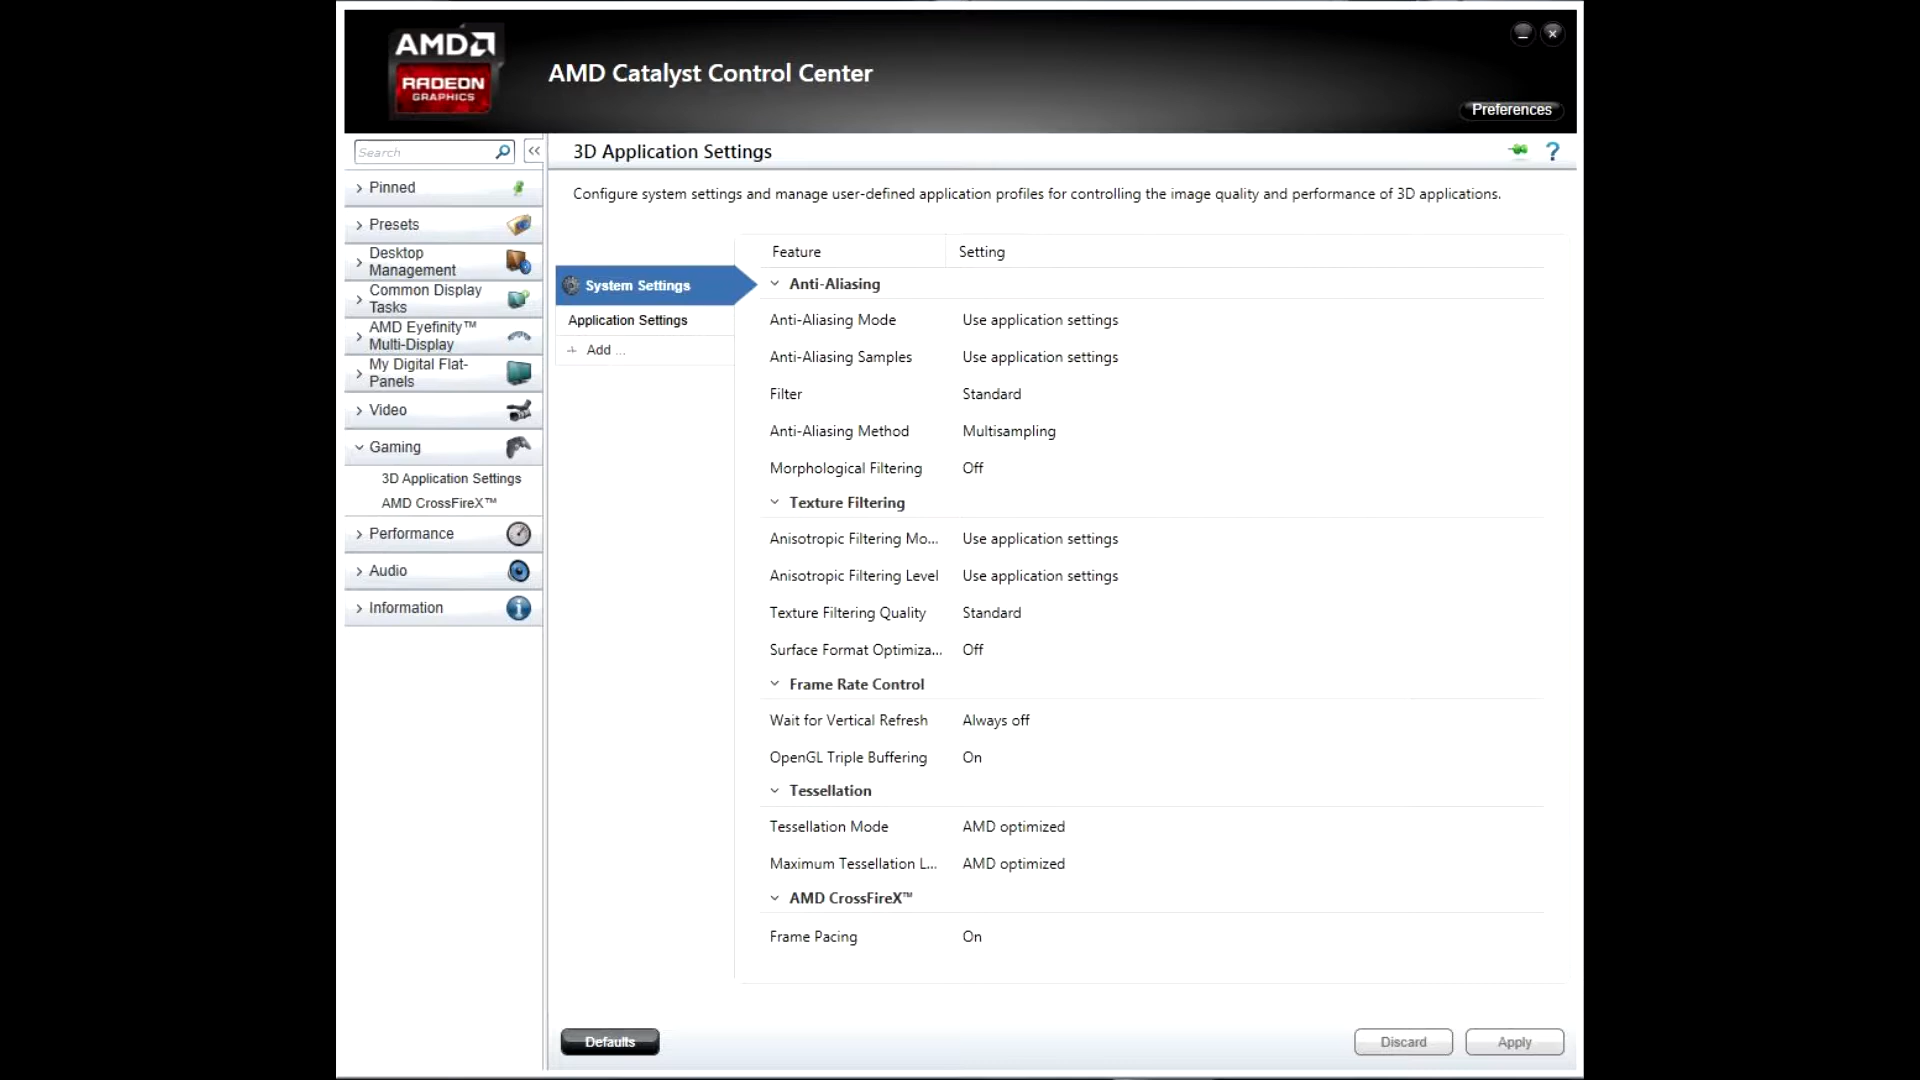 AMD
RADEON
GRAPHICS
AMD Catalyst Control Center
Preferences
Search
3D Application Settings
?
Pinned
Presets
Desktop
Management
Common Display
Tasks
AMD Eyefinity™
Multi-Display
My Digital Flat-
Panels
Video
Gaming
3D Application Settings
AMD CrossFireX™
Performance
Audio
Information
Configure system settings and manage user-defined application profiles for controlling the image quality and performance of 3D applications.
System Settings
Application Settings
Add ...
Feature Setting
Anti-Aliasing
Anti-Aliasing Mode Use application settings
Anti-Aliasing Samples Use application settings
Filter Standard
Anti-Aliasing Method Multisampling
Morphological Filtering Off
Texture Filtering
Anisotropic Filtering Mo... Use application settings
Anisotropic Filtering Level Use application settings
Texture Filtering Quality Standard
Surface Format Optimiza... Off
Frame Rate Control
Wait for Vertical Refresh Always off
OpenGL Triple Buffering On
Tessellation
Tessellation Mode AMD optimized
Maximum Tessellation L... AMD optimized
AMD CrossFireX™
Frame Pacing On
Defaults Discard Apply